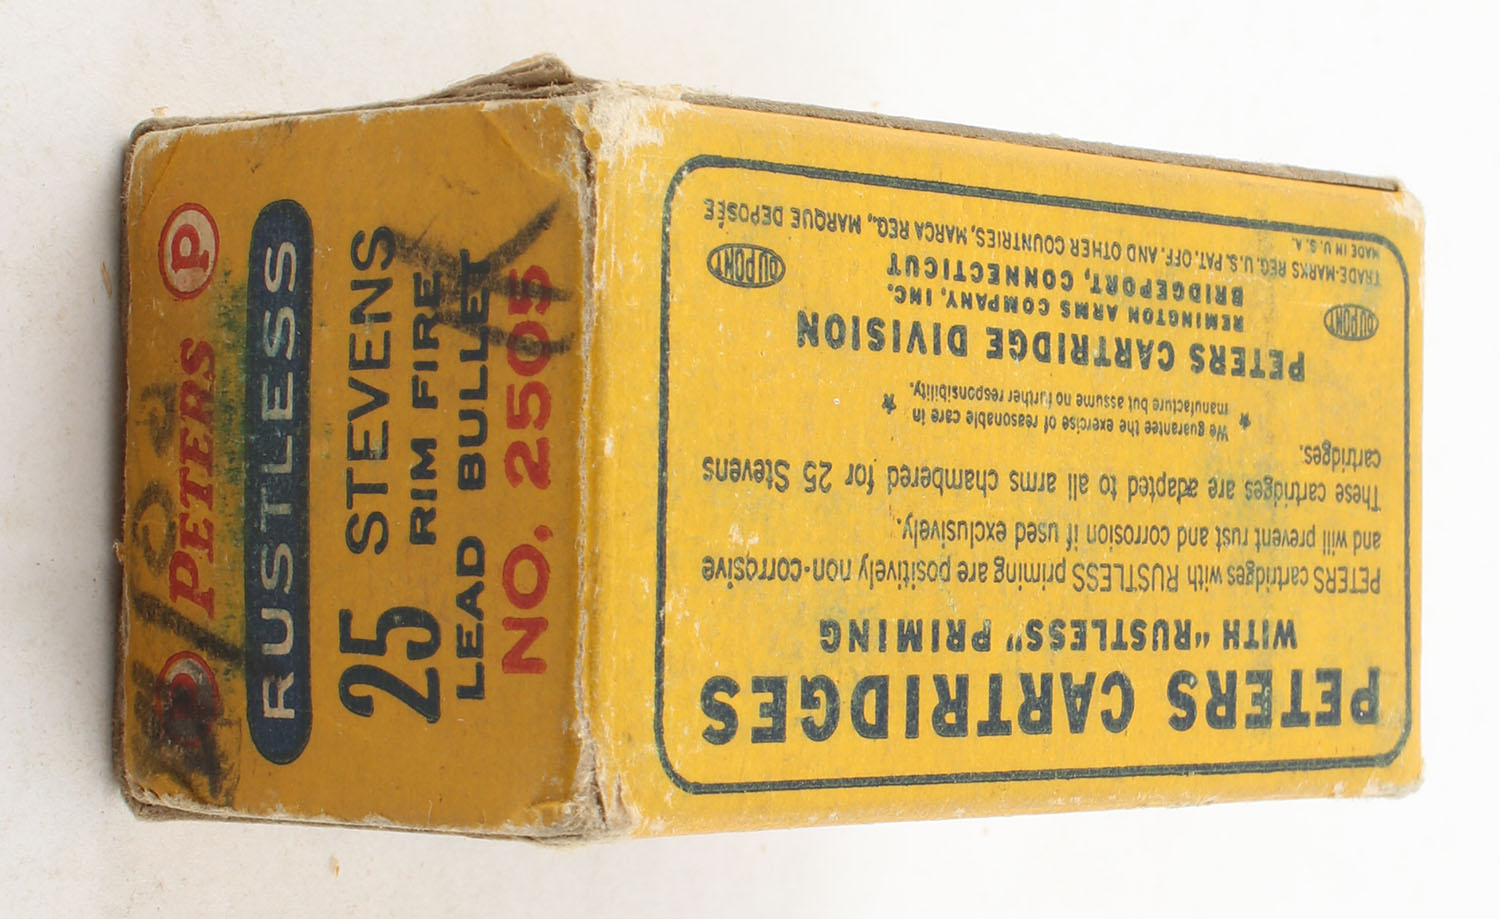 P PETERS P
RUSTLESS
25 STEVENS
RIM FIRE
LEAD BULLET
NO. 2505
PETERS CARTRIDGES
WITH "RUSTLESS" PRIMING
PETERS cartridges with RUSTLESS priming are positively non-corrosive
and will prevent rust and corrosion if used exclusively.
These cartridges are adapted to all arms chambered for 25 Stevens
cartridges.
★ We guarantee the exercise of reasonable care in
manufacture but assume no further responsibility. ★
PETERS CARTRIDGE DIVISION
REMINGTON ARMS COMPANY, INC.
BRIDGEPORT, CONNECTICUT
DU PONT
DU PONT
TRADE-MARKS REG. U.S. PAT. OFF. AND OTHER COUNTRIES, MARCA REG., MARQUE DEPOSÉE
MADE IN U. S. A.